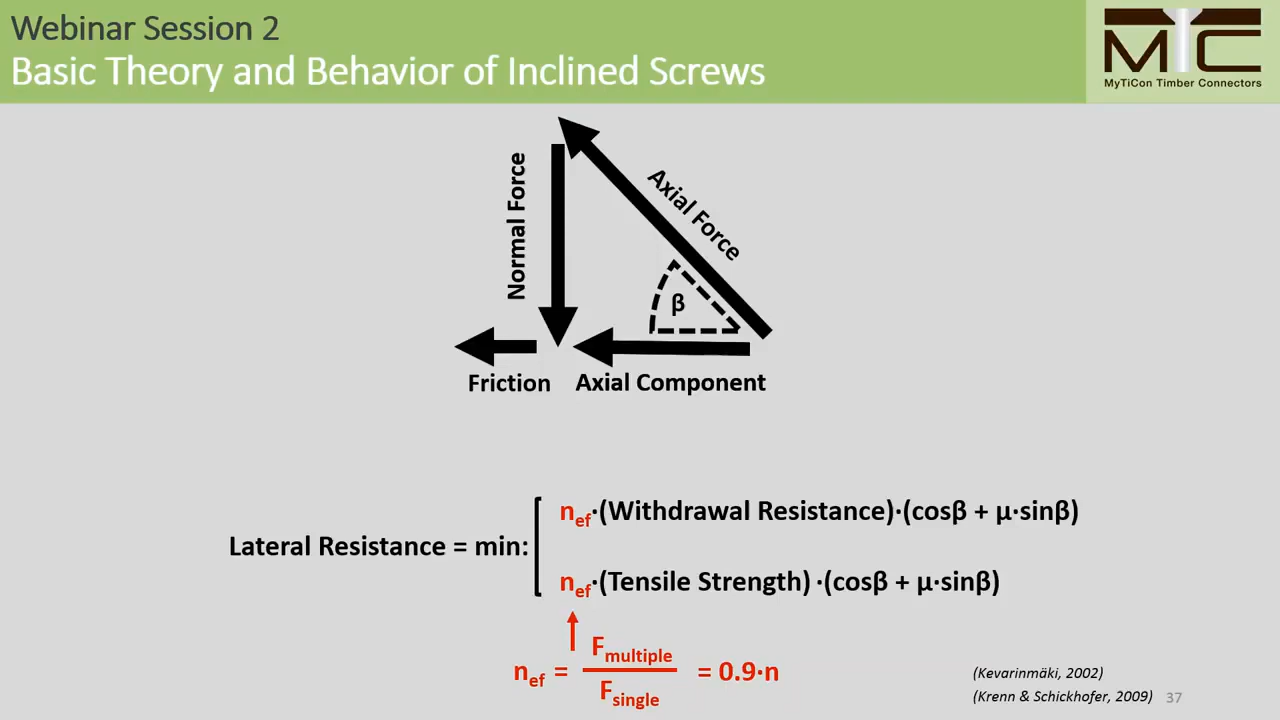 Webinar Session 2
Basic Theory and Behavior of Inclined Screws
MTC
MyTiCon Timber Connectors
Normal Force
Axial Force
β
Friction
Axial Component
Lateral Resistance = min:
nef·(Withdrawal Resistance)·(cosβ + μ·sinβ)
nef·(Tensile Strength) ·(cosβ + μ·sinβ)
nef = Fmultiple / Fsingle = 0.9·n
(Kevarinmäki, 2002)
(Krenn & Schickhofer, 2009) 37